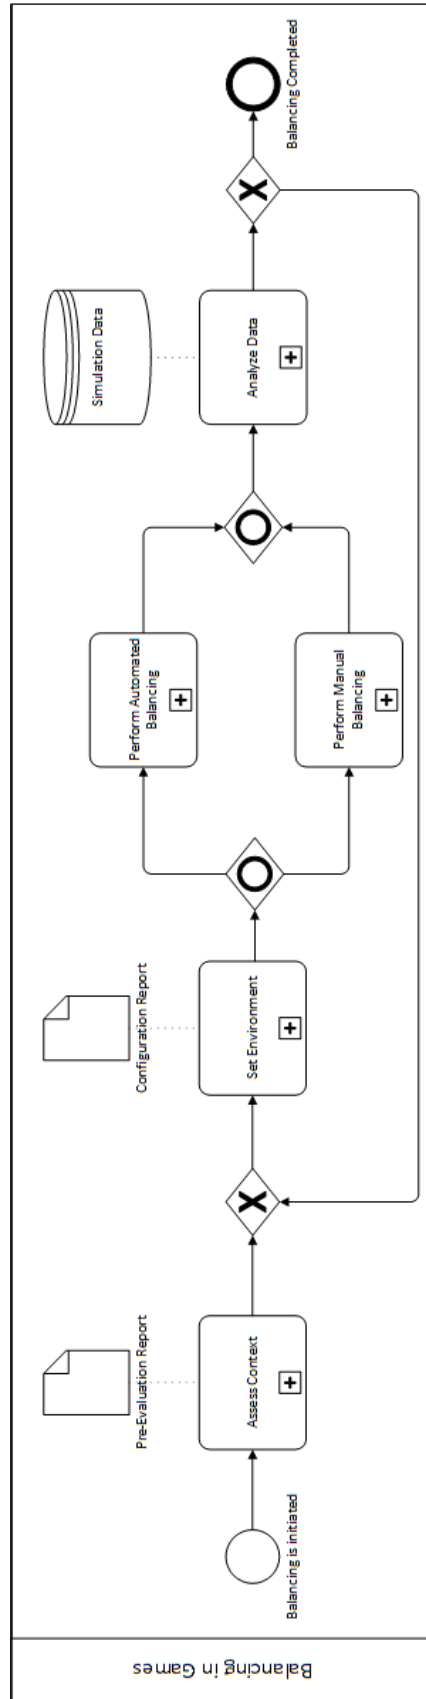 Balancing in Games
Balancing is initiated
Pre-Evaluation Report
Assess Context
X
Configuration Report
Set Environment
Perform Automated
Balancing
Perform Manual
Balancing
Simulation Data
Analyze Data
X
Balancing Completed